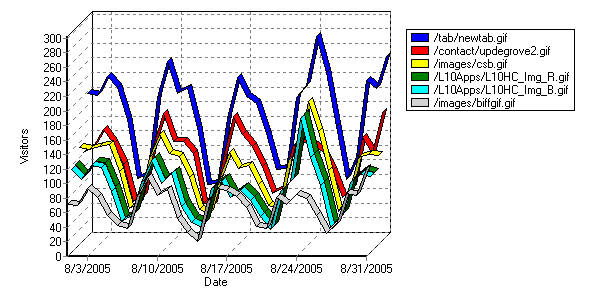 300
280
260
240
220
200
180
160
140
120
100
80
60
40
20
0
Visitors
8/3/2005
8/10/2005
8/17/2005
8/24/2005
8/31/2005
Date
/tab/newtab.gif
/contact/updegrove2.gif
/images/csb.gif
/L10Apps/L10HC_Img_R.gif
/L10Apps/L10HC_Img_B.gif
/images/biffgif.gif